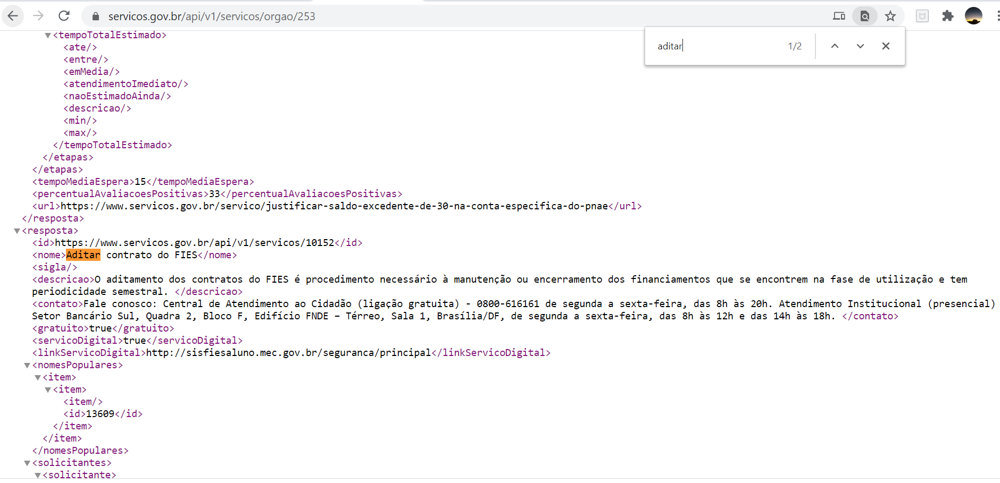 servicos.gov.br/api/v1/servicos/orgao/253
aditar 1/2
<tempoTotalEstimado>
<ate/>
<entre/>
<emMedia/>
<atendimentoImediato/>
<naoEstimadoAinda/>
<descricao/>
<min/>
<max/>
</tempoTotalEstimado>
</etapas>
</etapas>
<tempoMediaEspera>15</tempoMediaEspera>
<percentualAvaliacoesPositivas>33</percentualAvaliacoesPositivas>
<url>https://www.servicos.gov.br/servico/justificar-saldo-excedente-de-30-na-conta-especifica-do-pnae</url>
</resposta>
<resposta>
<id>https://www.servicos.gov.br/api/v1/servicos/10152</id>
<nome>Aditar contrato do FIES</nome>
<sigla/>
<descricao>O aditamento dos contratos do FIES é procedimento necessário à manutenção ou encerramento dos financiamentos que se encontrem na fase de utilização e tem
periodicidade semestral. </descricao>
<contato>Fale conosco: Central de Atendimento ao Cidadão (ligação gratuita) - 0800-616161 de segunda a sexta-feira, das 8h às 20h. Atendimento Institucional (presencial)
Setor Bancário Sul, Quadra 2, Bloco F, Edifício FNDE – Térreo, Sala 1, Brasília/DF, de segunda a sexta-feira, das 8h às 12h e das 14h às 18h. </contato>
<gratuito>true</gratuito>
<servicoDigital>true</servicoDigital>
<linkServicoDigital>http://sisfiesaluno.mec.gov.br/seguranca/principal</linkServicoDigital>
<nomesPopulares>
<item>
<item>
<item/>
<id>13609</id>
</item>
</item>
</nomesPopulares>
<solicitantes>
<solicitante>